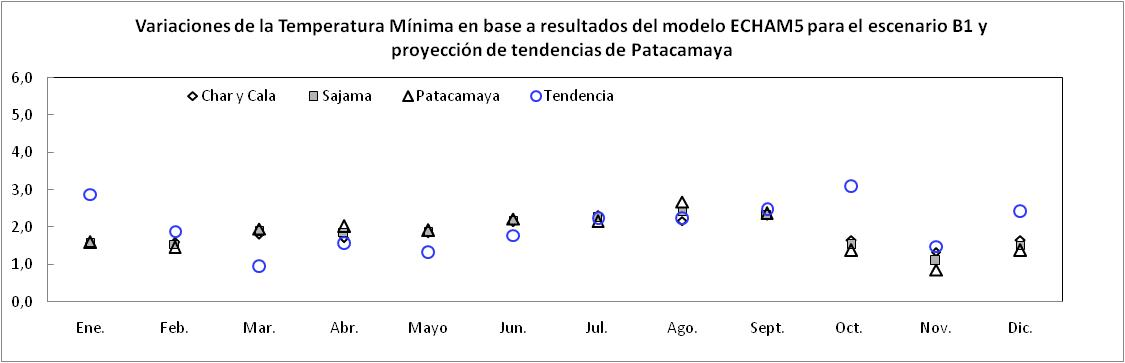 Variaciones de la Temperatura Mínima en base a resultados del modelo ECHAM5 para el escenario B1 y
proyección de tendencias de Patacamaya
6,0
Char y Cala Sajama Patacamaya Tendencia
5,0
4,0
3,0
2,0
1,0
0,0
Ene. Feb. Mar. Abr. Mayo Jun. Jul. Ago. Sept. Oct. Nov. Dic.